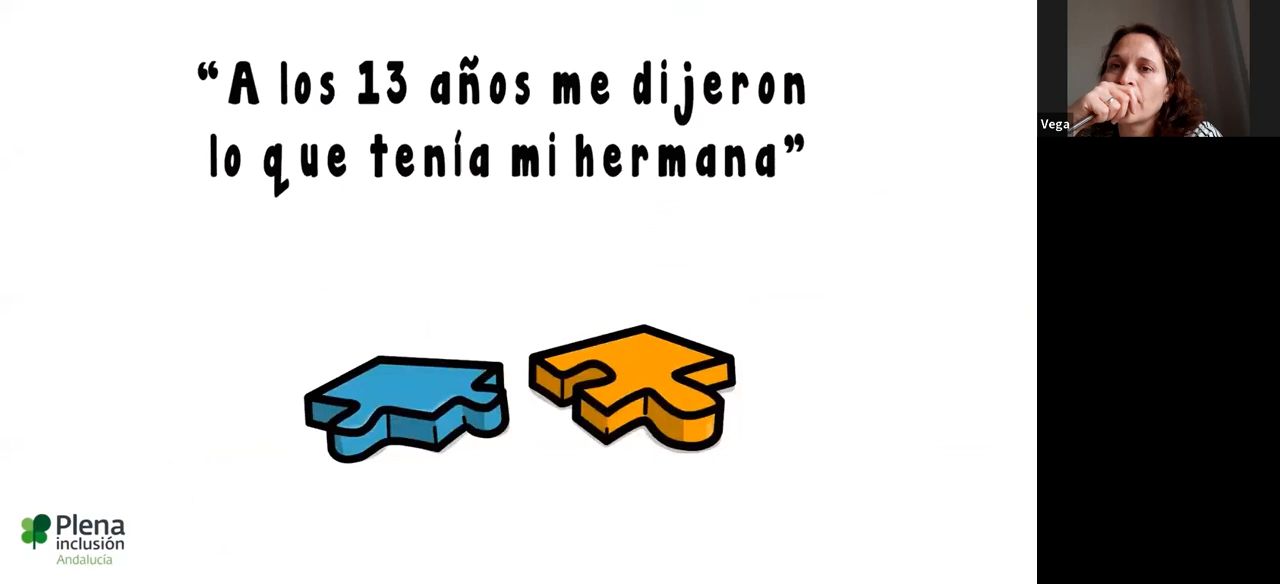 “A los 13 años me dijeron
lo que tenía mi hermana”
Vega
Plena
inclusión
Andalucía